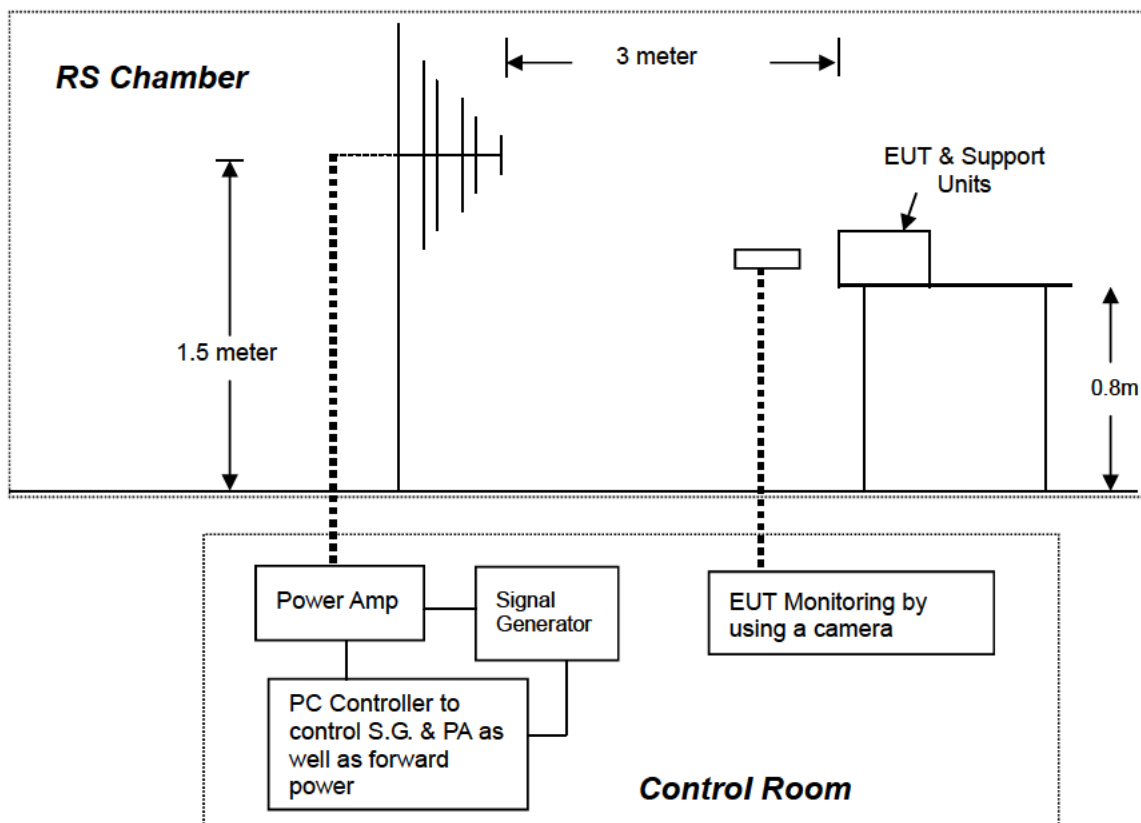 RS Chamber
3 meter
EUT & Support
Units
1.5 meter
0.8m
Power Amp
Signal
Generator
EUT Monitoring by
using a camera
PC Controller to
control S.G. & PA as
well as forward
power
Control Room